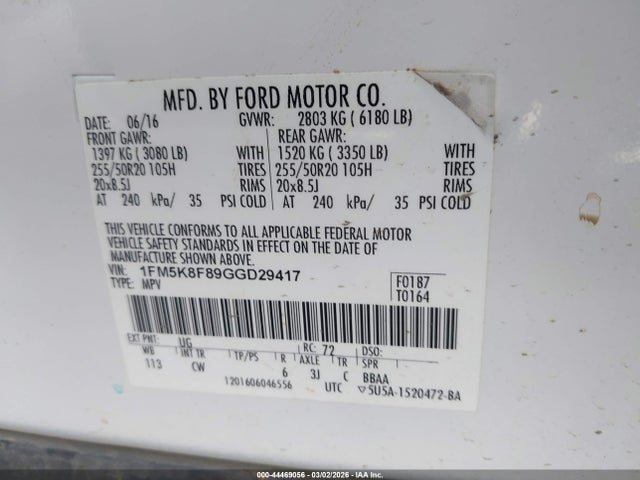 MFD. BY FORD MOTOR CO.
DATE: 06/16 GVWR: 2803 KG ( 6180 LB)
FRONT GAWR: REAR GAWR:
1397 KG ( 3080 LB) WITH 1520 KG ( 3350 LB) WITH
255/50R20 105H TIRES 255/50R20 105H TIRES
20x8.5J RIMS 20x8.5J RIMS
AT 240 kPa/ 35 PSI COLD AT 240 kPa/ 35 PSI COLD
THIS VEHICLE CONFORMS TO ALL APPLICABLE FEDERAL MOTOR
VEHICLE SAFETY STANDARDS IN EFFECT ON THE DATE OF MANUFACTURE
SHOWN ABOVE.
VIN: 1FM5K8F89GGD29417 F0187
TYPE: MPV T0164
EXT PNT: UG RC: 72 DSO:
WB INT TR TP/PS R AXLE TR SPR
113 CW 6 3J C BBAA
1201606046556 UTC ▽5U5A-1520472-BA
000-44469056 | 03/02/2026 - IAA, Inc.